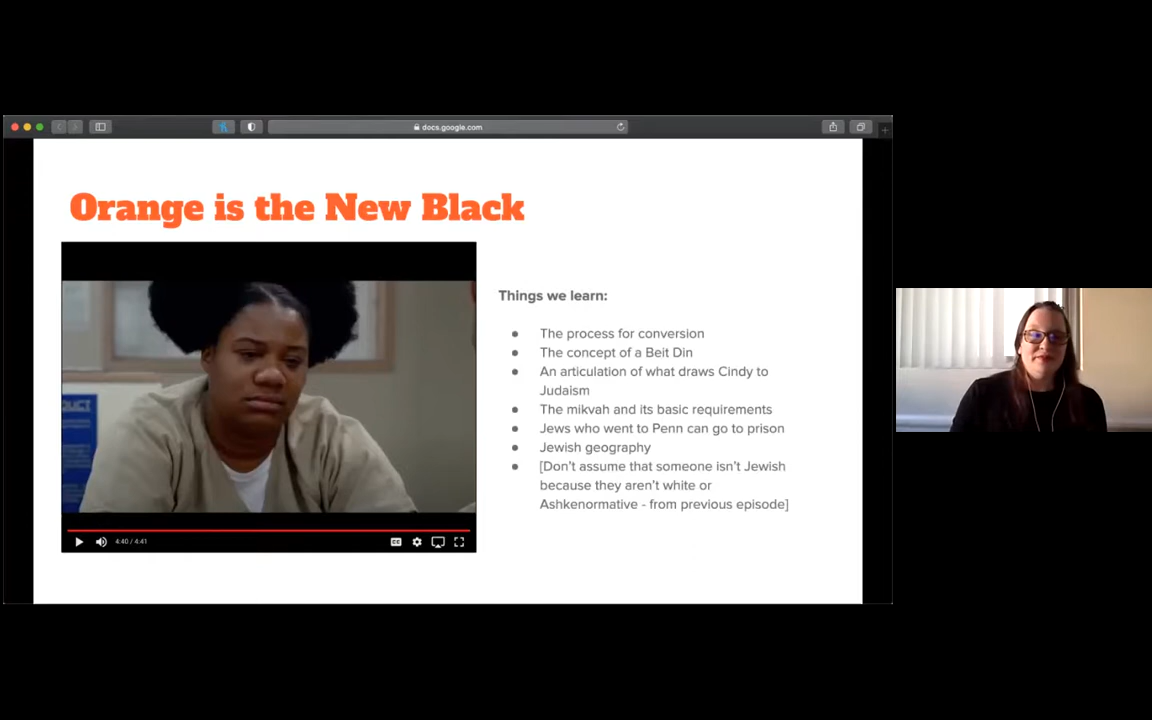 docs.google.com
Orange is the New Black
DUCT
Things we learn:
The process for conversion
The concept of a Beit Din
An articulation of what draws Cindy to
Judaism
The mikvah and its basic requirements
Jews who went to Penn can go to prison
Jewish geography
[Don't assume that someone isn't Jewish
because they aren't white or
Ashkenormative - from previous episode]
4:40 / 4:41
CC